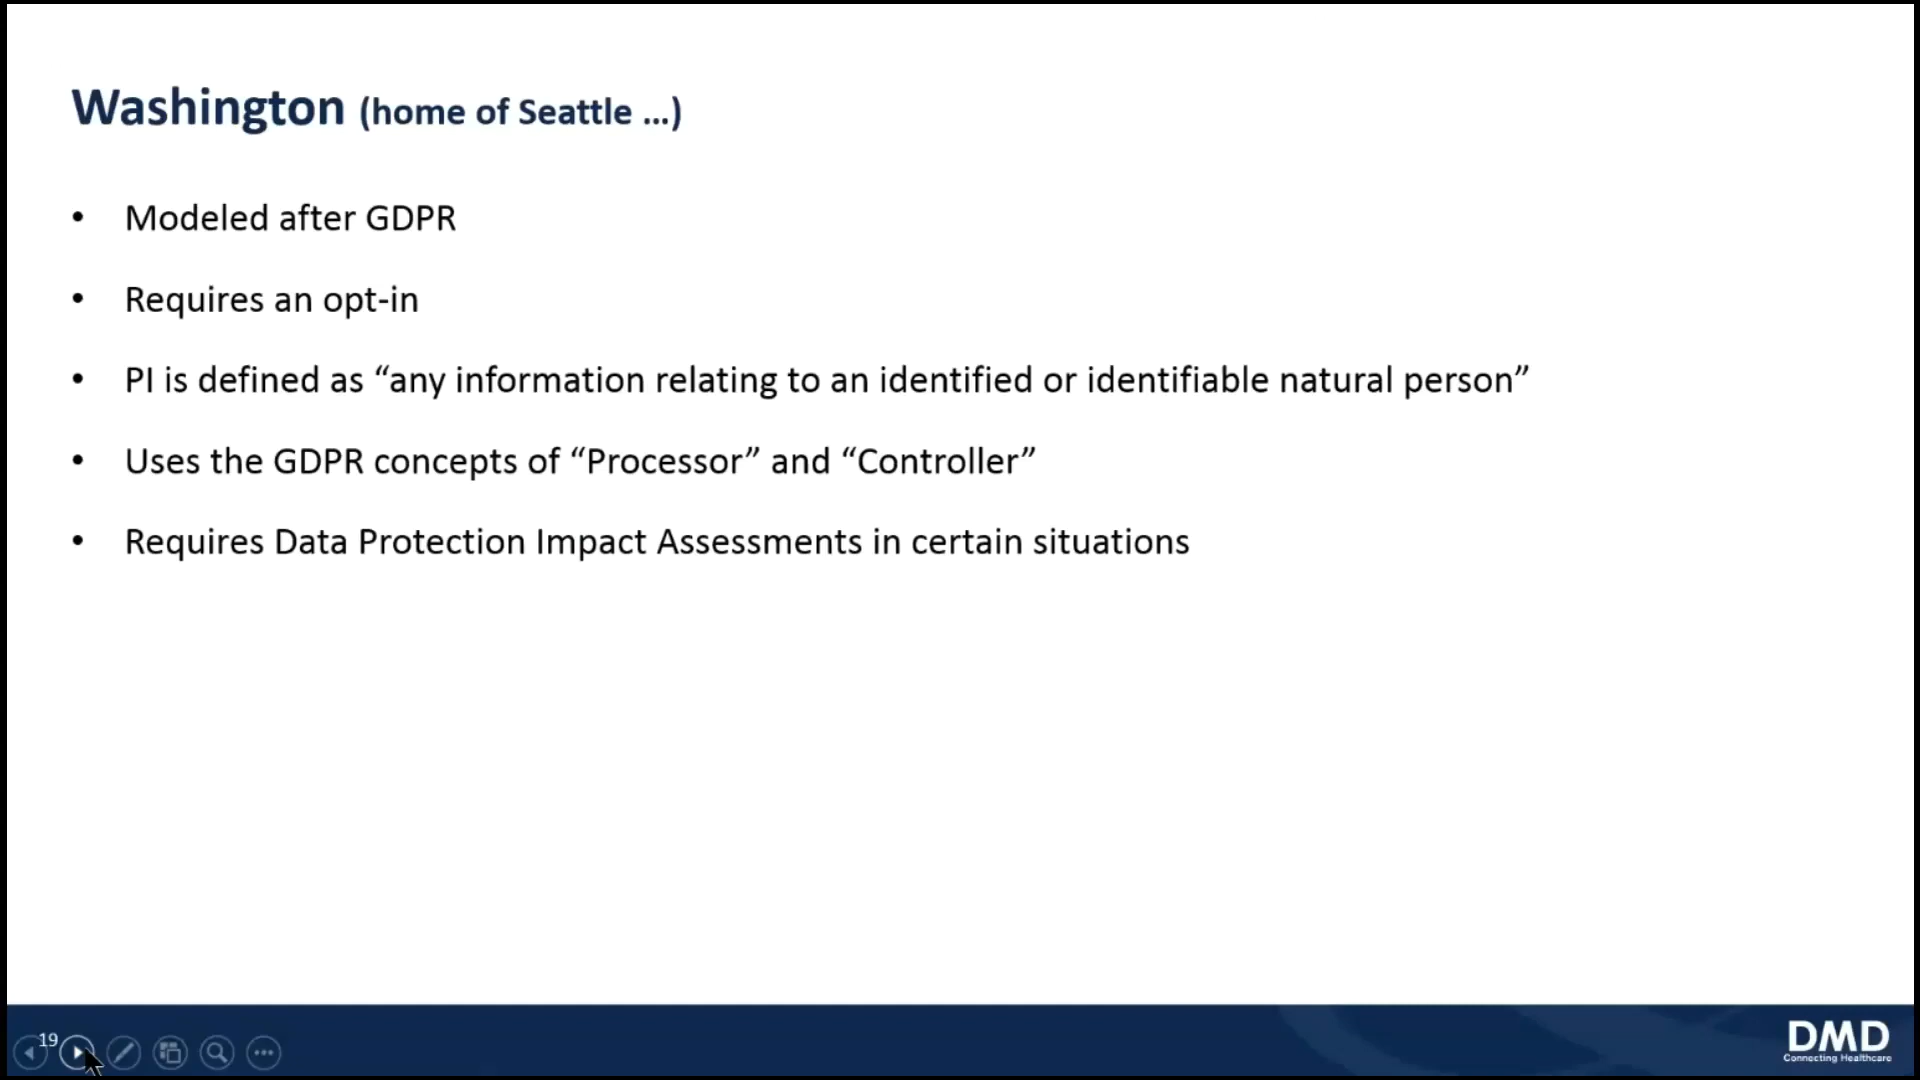 Washington (home of Seattle ...)
• Modeled after GDPR
• Requires an opt-in
• PI is defined as “any information relating to an identified or identifiable natural person”
• Uses the GDPR concepts of “Processor” and “Controller”
• Requires Data Protection Impact Assessments in certain situations
19
DMD
Connecting Healthcare